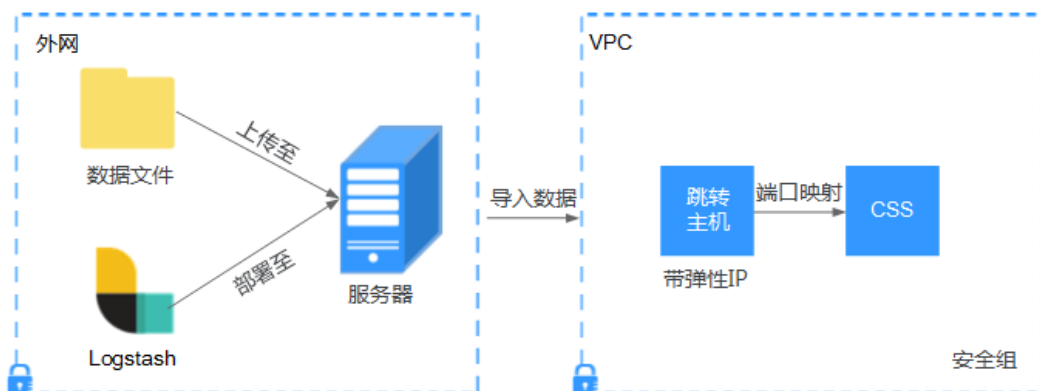 外网
数据文件
上传至
部署至
Logstash
服务器
导入数据
VPC
跳转
主机
端口映射
CSS
带弹性IP
安全组